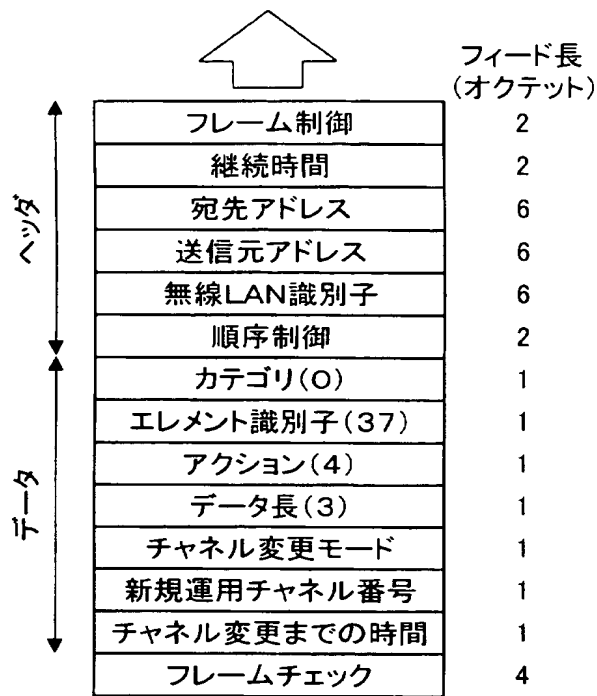 フィード長
(オクテット)
フレーム制御 2
継続時間 2
宛先アドレス 6
送信元アドレス 6
無線LAN識別子 6
順序制御 2
カテゴリ(0) 1
エレメント識別子(37) 1
アクション(4) 1
データ長(3) 1
チャネル変更モード 1
新規運用チャネル番号 1
チャネル変更までの時間 1
フレームチェック 4
ヘッダ
データ